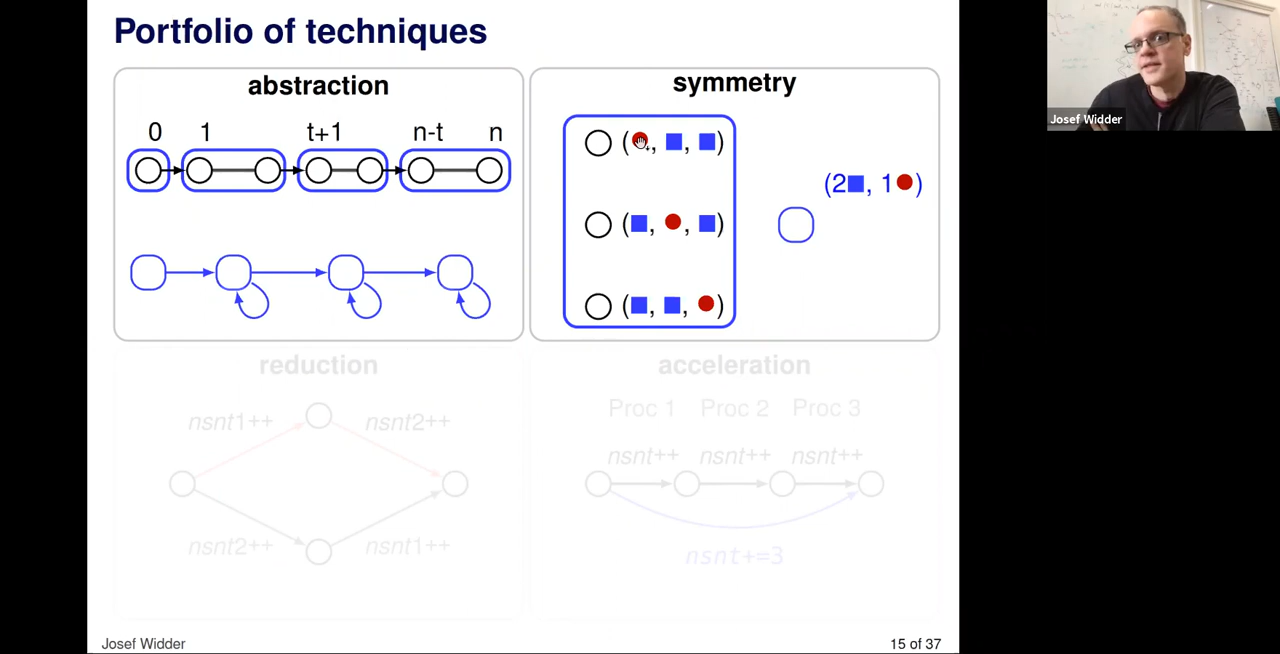 Portfolio of techniques
abstraction
0 1 t+1 n-t n
symmetry
( , , )
( , , )
( , , )
(2■, 1●)
reduction
nsnt1++ nsnt2++
nsnt2++ nsnt1++
acceleration
Proc 1 Proc 2 Proc 3
nsnt++ nsnt++ nsnt++
nsnt+=3
Josef Widder
15 of 37
Josef Widder